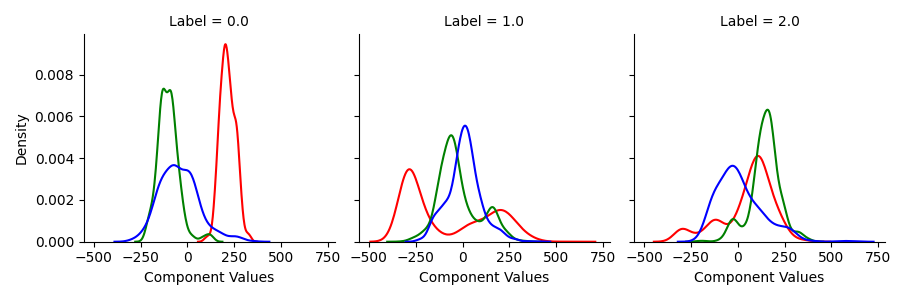 Label = 0.0 Label = 1.0 Label = 2.0
0.008
0.006
0.004
0.002
0.000
Density
−500 −250 0 250 500 750 −500 −250 0 250 500 750 −500 −250 0 250 500 750
Component Values Component Values Component Values